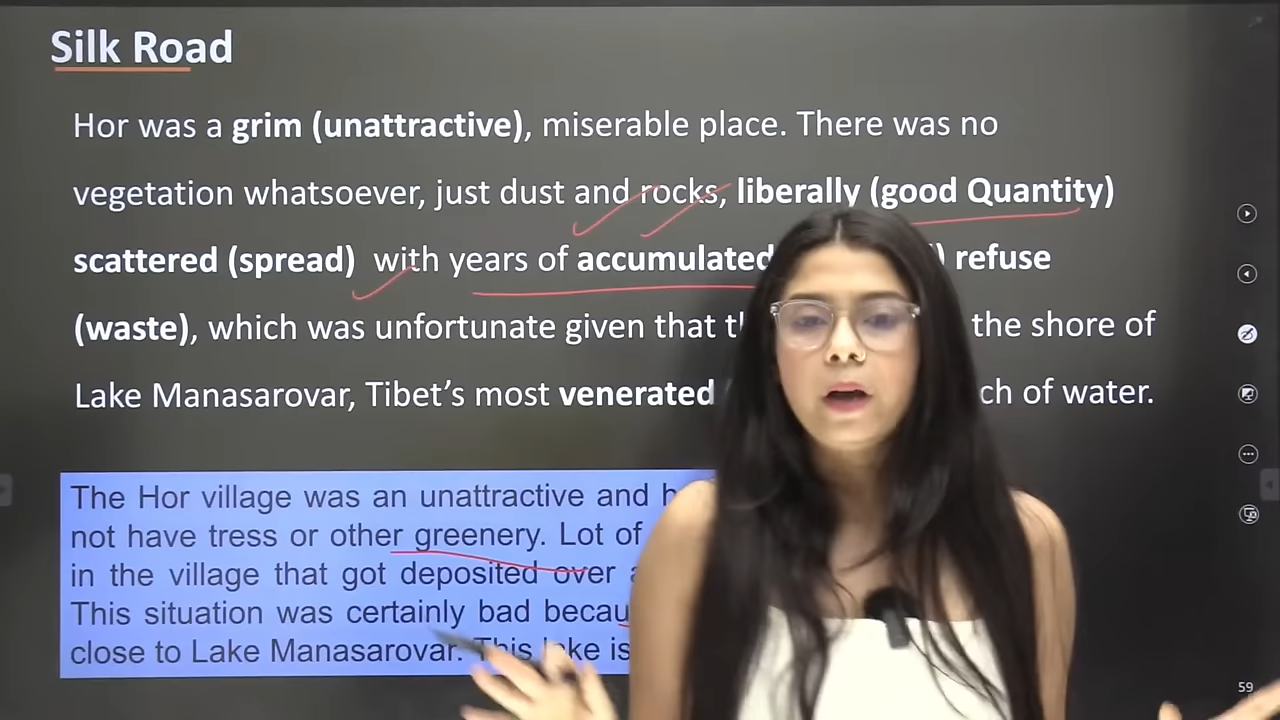 Silk Road
Hor was a grim (unattractive), miserable place. There was no
vegetation whatsoever, just dust and rocks, liberally (good Quantity)
scattered (spread) with years of accumulated ) refuse
(waste), which was unfortunate given that the shore of
Lake Manasarovar, Tibet’s most venerated of water.
The Hor village was an unattractive and
not have tress or other greenery. Lot of
in the village that got deposited over
This situation was certainly bad
close to Lake Manasarovar. This lake is
59